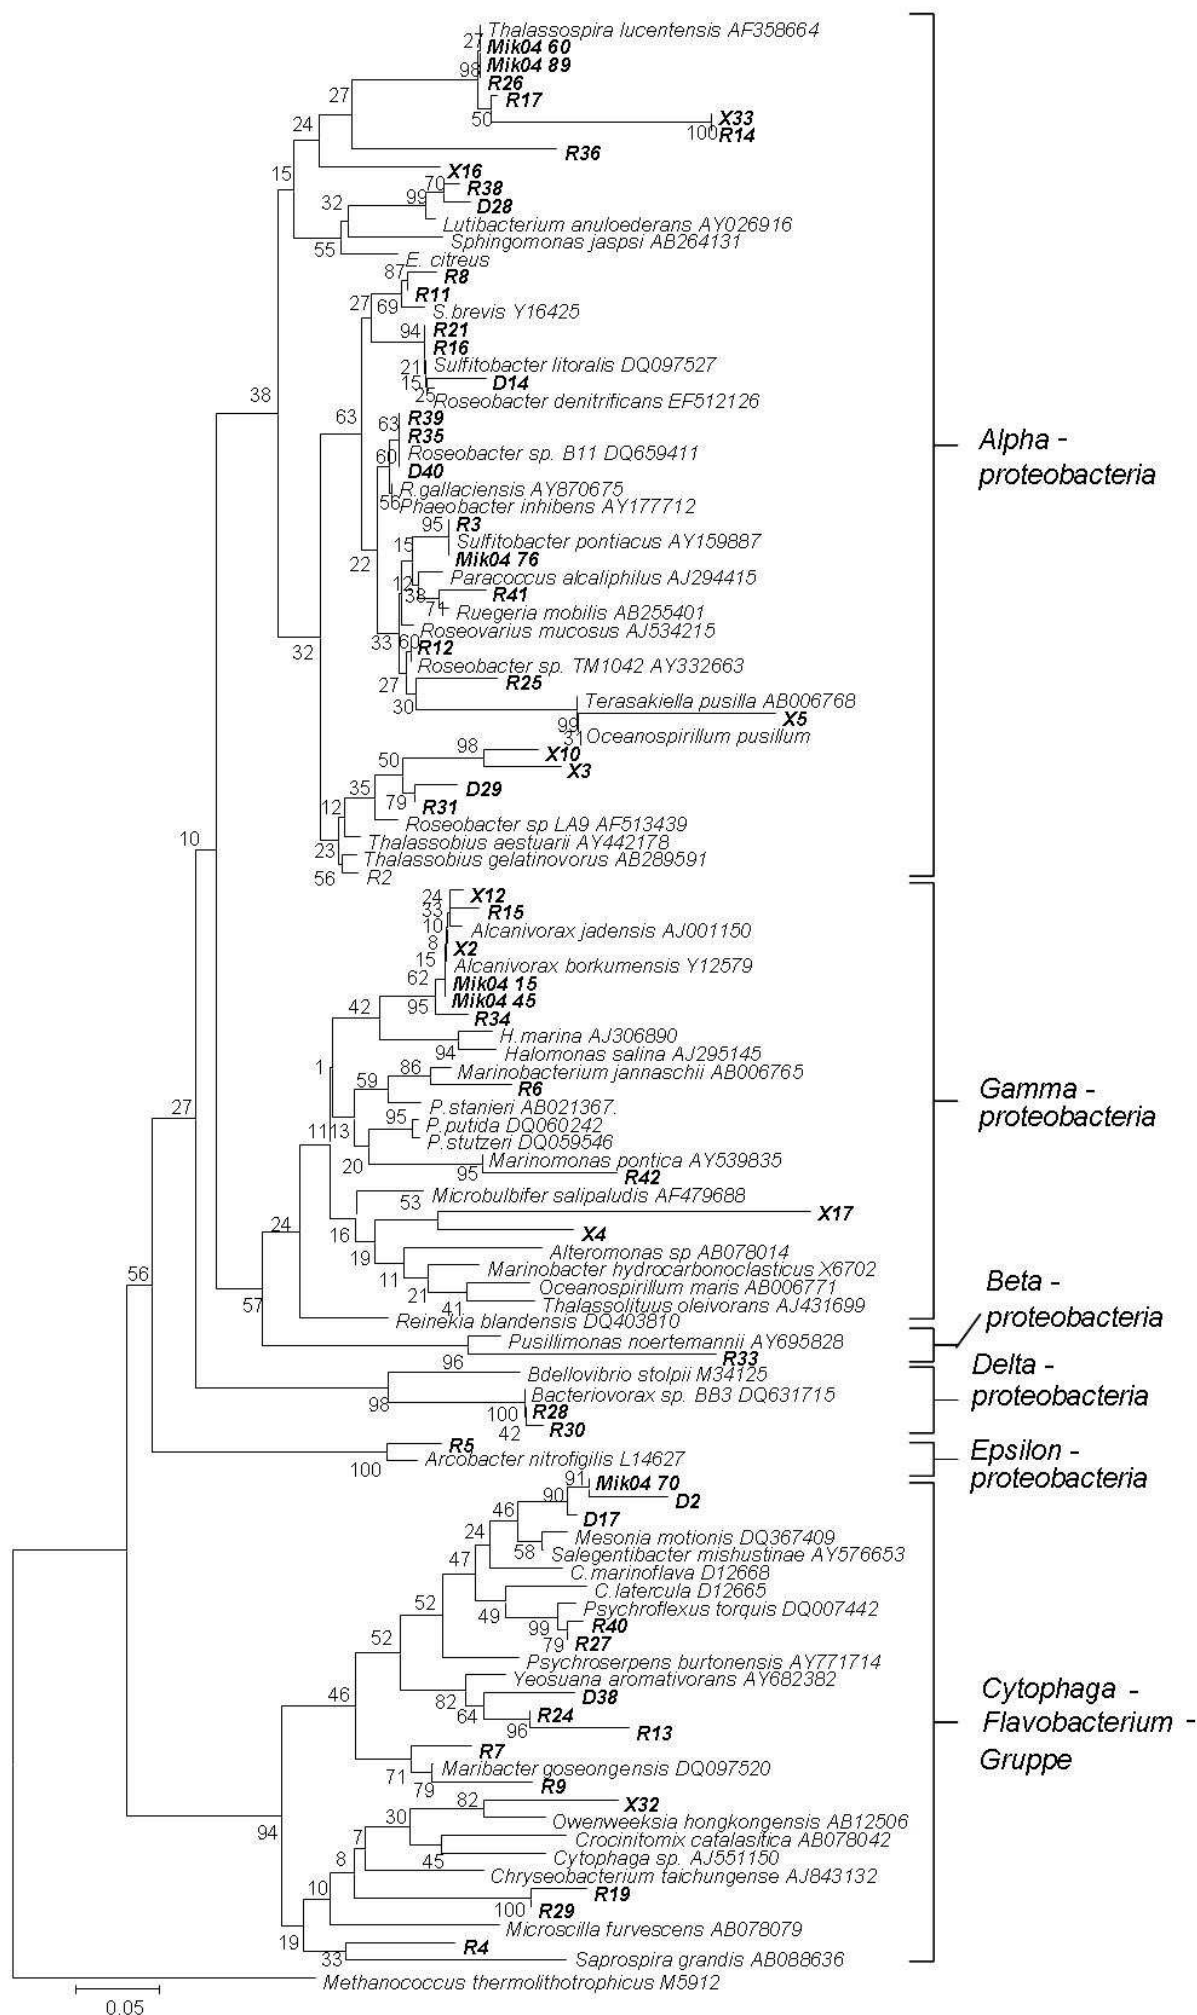 Thalassospira lucentensis AF358664
27
Mik04 60
Mik04 89
98
R26
27
R17
50
X33
100
R14
24
R36
15
X16
70
R38
99
D28
32
Lutibacterium anuloederans AY026916
Sphingomonas jaspsi AB264131
55
E. citreus
87
R8
R11
27
69
S.brevis Y16425
94
R21
R16
21
Sulfitobacter litoralis DQ097527
15
D14
25
Roseobacter denitrificans EF512126
38
63
63
R39
R35
Roseobacter sp. B11 DQ659411
60
D40
R.gallaciensis AY870675
56
Phaeobacter inhibens AY177712
95
R3
15
Sulfitobacter pontiacus AY159887
Mik04 76
22
12
Paracoccus alcaliphilus AJ294415
38
R41
71
Ruegeria mobilis AB255401
Roseovarius mucosus AJ534215
33
60
R12
32
Roseobacter sp. TM1042 AY332663
27
R25
30
Terasakiella pusilla AB006768
99
X5
31
Oceanospirillum pusillum
98
X10
50
X3
35
D29
79
R31
12
Roseobacter sp LA9 AF513439
Thalassobius aestuarii AY442178
23
Thalassobius gelatinovorus AB289591
56
R2
Alpha -
proteobacteria
10
24
X12
33
R15
10
Alcanivorax jadensis AJ001150
8
X2
15
Alcanivorax borkumensis Y12579
62
Mik04 15
95
Mik04 45
42
R34
H.marina AJ306890
94
Halomonas salina AJ295145
1
86
Marinobacterium jannaschii AB006765
59
R6
P.stanieri AB021367.
95
P.putida DQ060242
11
13
P.stutzeri DQ059546
20
Marinomonas pontica AY539835
95
R42
Microbulbifer salipaludis AF479688
53
X17
16
X4
19
Alteromonas sp AB078014
11
Marinobacter hydrocarbonoclasticus X6702
21
Oceanospirillum maris AB006771
41
Thalassolituus oleivorans AJ431699
24
Reinekia blandensis DQ403810
Gamma -
proteobacteria
27
57
Pusillimonas noertemannii AY695828
96
R33
Beta -
proteobacteria
56
Bdellovibrio stolpii M34125
98
Bacteriovorax sp. BB3 DQ631715
100
R28
42
R30
Delta -
proteobacteria
R5
100
Arcobacter nitrofigilis L14627
Epsilon -
proteobacteria
91
Mik04 70
90
D2
46
D17
24
Mesonia motionis DQ367409
58
Salegentibacter mishustinae AY576653
47
C.marinoflava D12668
C.latercula D12665
49
Psychroflexus torquis DQ007442
99
R40
79
R27
52
Psychroserpens burtonensis AY771714
52
Yeosuana aromativorans AY682382
82
D38
64
R24
96
R13
46
R7
71
Maribacter goseongensis DQ097520
79
R9
82
X32
30
Owenweeksia hongkongensis AB12506
7
Crocinitomix catalasitica AB078042
45
Cytophaga sp. AJ551150
8
Chryseobacterium taichungense AJ843132
94
R19
10
100
R29
Microscilla furvescens AB078079
19
R4
33
Saprospira grandis AB088636
Cytophaga -
Flavobacterium -
Gruppe
Methanococcus thermolithotrophicus M5912
0.05